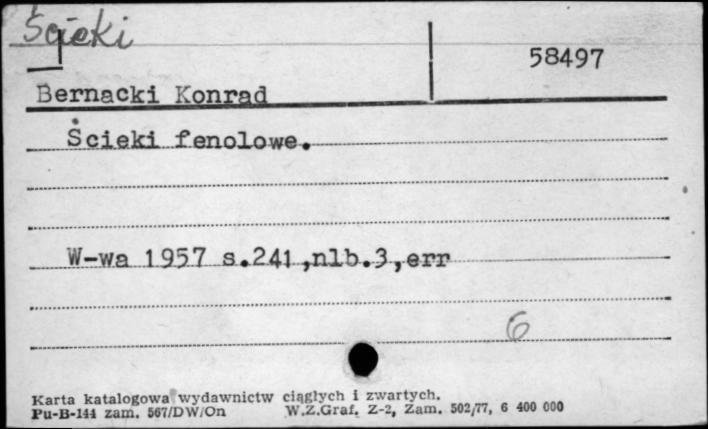 Ścieki
58497
Bernacki Konrad
Ścieki fenolowe.
W-wa 1957 s.241,nlb.3,err
6
Karta katalogowa wydawnictw ciągłych i zwartych.
Pu-B-144 zam. 567/DW/On W.Z.Graf. Z-2, Zam. 502/77, 6 400 000